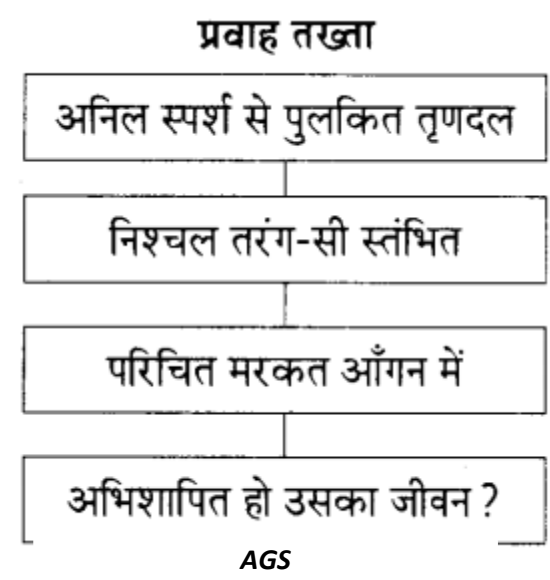 प्रवाह तख्ता
अनिल स्पर्श से पुलकित तृणदल
निश्चल तरंग-सी स्तंभित
परिचित मरकत आँगन में
अभिशापित हो उसका जीवन ?
AGS